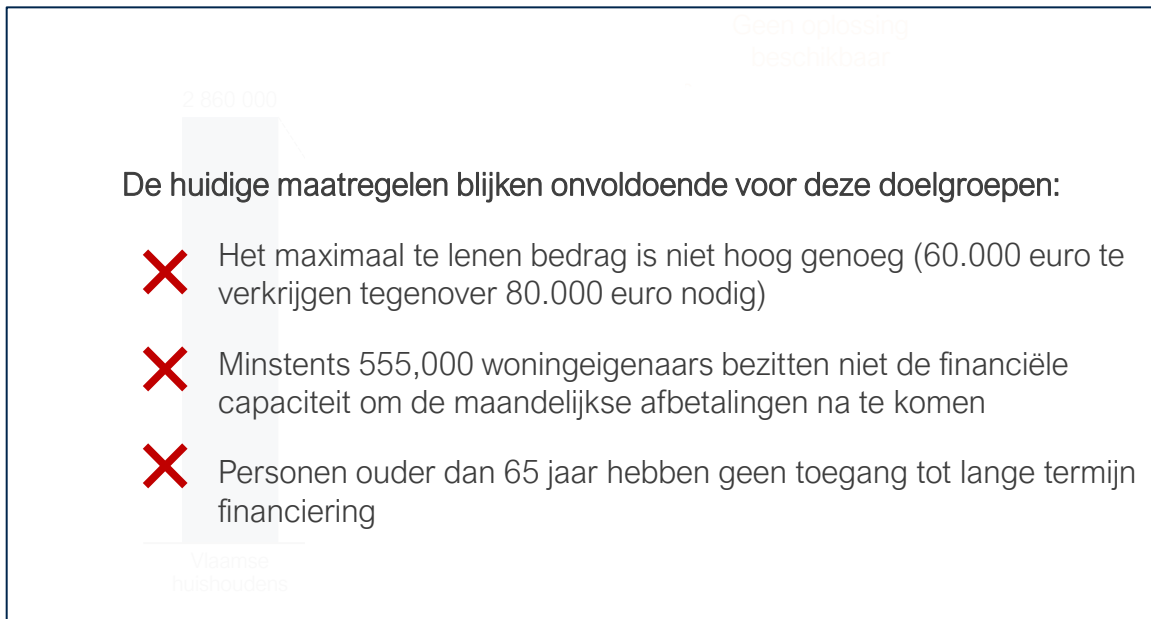 Geen oplossing
beschikbaar
2 860 000
De huidige maatregelen blijken onvoldoende voor deze doelgroepen:
Het maximaal te lenen bedrag is niet hoog genoeg (60.000 euro te
verkrijgen tegenover 80.000 euro nodig)
Minstents 555,000 woningeigenaars bezitten niet de financiële
capaciteit om de maandelijkse afbetalingen na te komen
Personen ouder dan 65 jaar hebben geen toegang tot lange termijn
financiering
Vlaamse
huishoudens